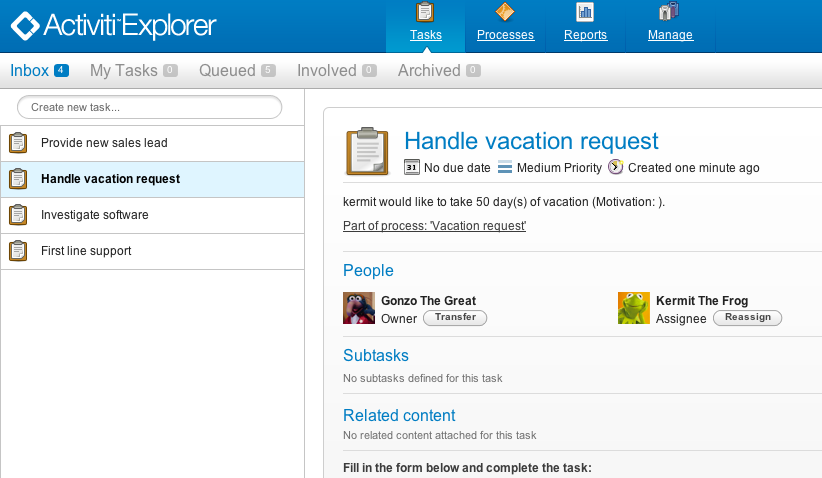 Activiti Explorer
Tasks Processes Reports Manage
Inbox 4 My Tasks 0 Queued 5 Involved 0 Archived 0
Create new task...
Provide new sales lead
Handle vacation request
Investigate software
First line support
Handle vacation request
31 No due date Medium Priority Created one minute ago
kermit would like to take 50 day(s) of vacation (Motivation: ).
Part of process: 'Vacation request'
People
Gonzo The Great Kermit The Frog
Owner Transfer Assignee Reassign
Subtasks
No subtasks defined for this task
Related content
No related content attached for this task
Fill in the form below and complete the task: